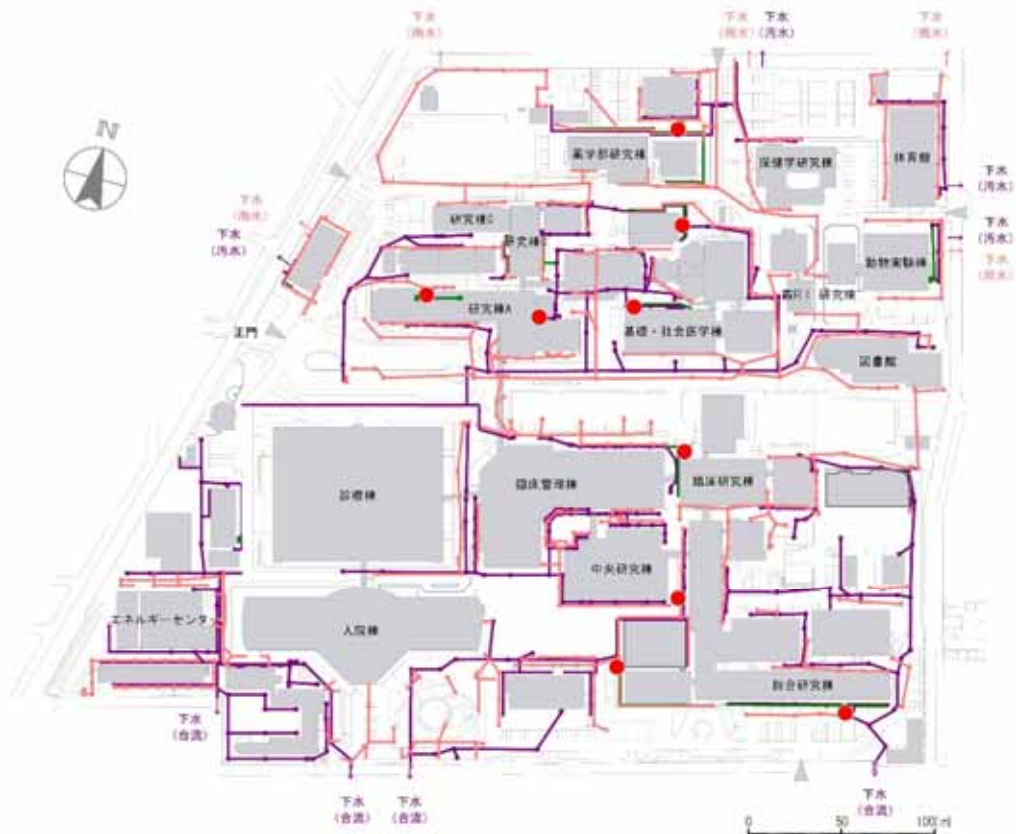 下水
(雨水)
下水
(雨水)
下水
(汚水)
下水
(雨水)
N
薬学部研究棟
保健学研究棟
体育館
下水
(汚水)
下水
(雨水)
下水
(汚水)
研究棟C
下水
(汚水)
下水
(雨水)
動物実験棟
研究棟A
基礎・社会医学棟
正門
図書館
診療棟
臨床管理棟
臨床研究棟
中央研究棟
エネルギーセンタ
入院棟
総合研究棟
下水
(合流)
下水
(合流)
下水
(合流)
下水
(合流)
0
50
100(m)